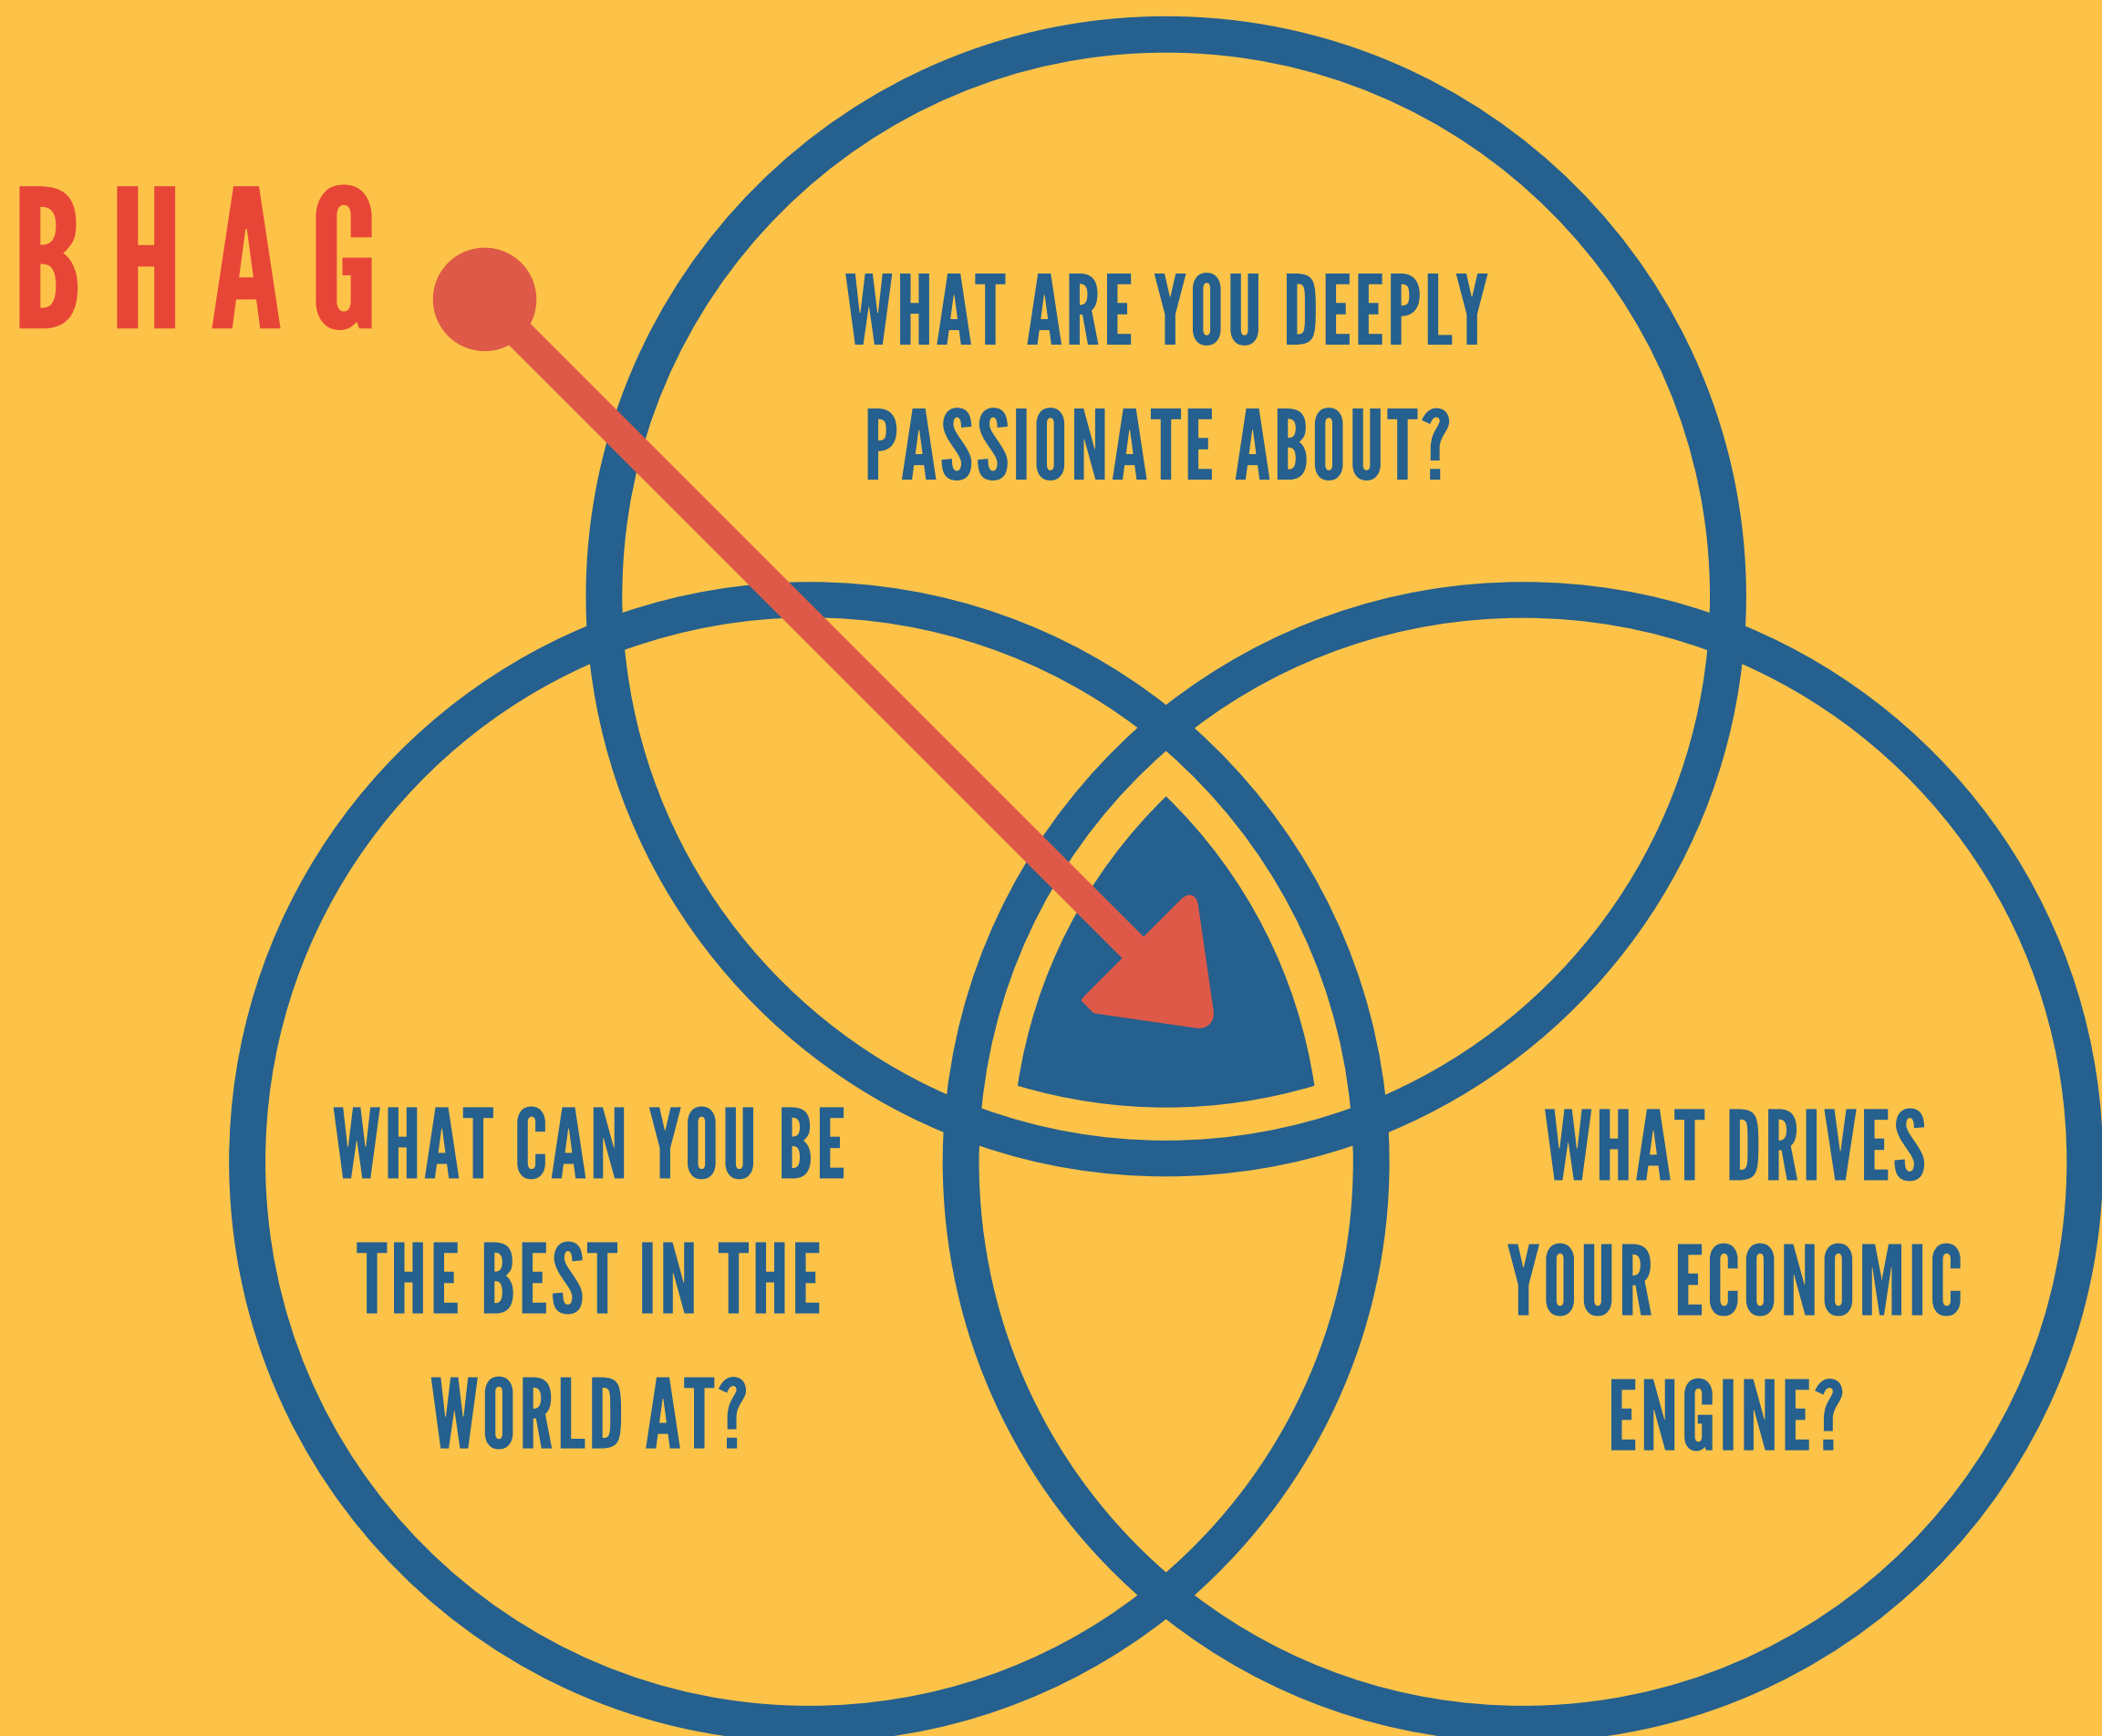 BHAG
WHAT ARE YOU DEEPLY
PASSIONATE ABOUT?
WHAT CAN YOU BE
THE BEST IN THE
WORLD AT?
WHAT DRIVES
YOUR ECONOMIC
ENGINE?